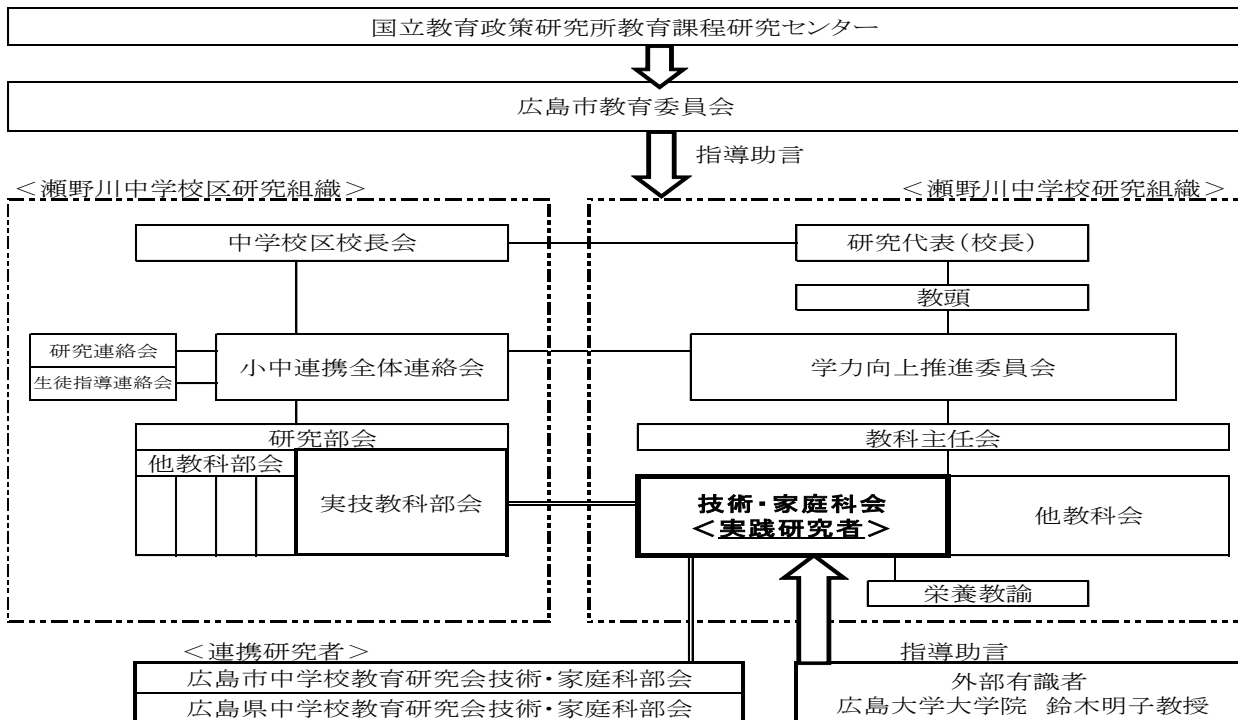 国立教育政策研究所教育課程研究センター
広島市教育委員会
指導助言
＜瀬野川中学校区研究組織＞
＜瀬野川中学校研究組織＞
中学校区校長会
研究代表（校長）
教頭
研究連絡会
生徒指導連絡会
小中連携全体連絡会
学力向上推進委員会
研究部会
教科主任会
他教科部会
実技教科部会
技術・家庭科会
＜実践研究者＞
他教科会
栄養教諭
＜連携研究者＞
指導助言
広島市中学校教育研究会技術・家庭科部会
広島県中学校教育研究会技術・家庭科部会
外部有識者
広島大学大学院　鈴木明子教授